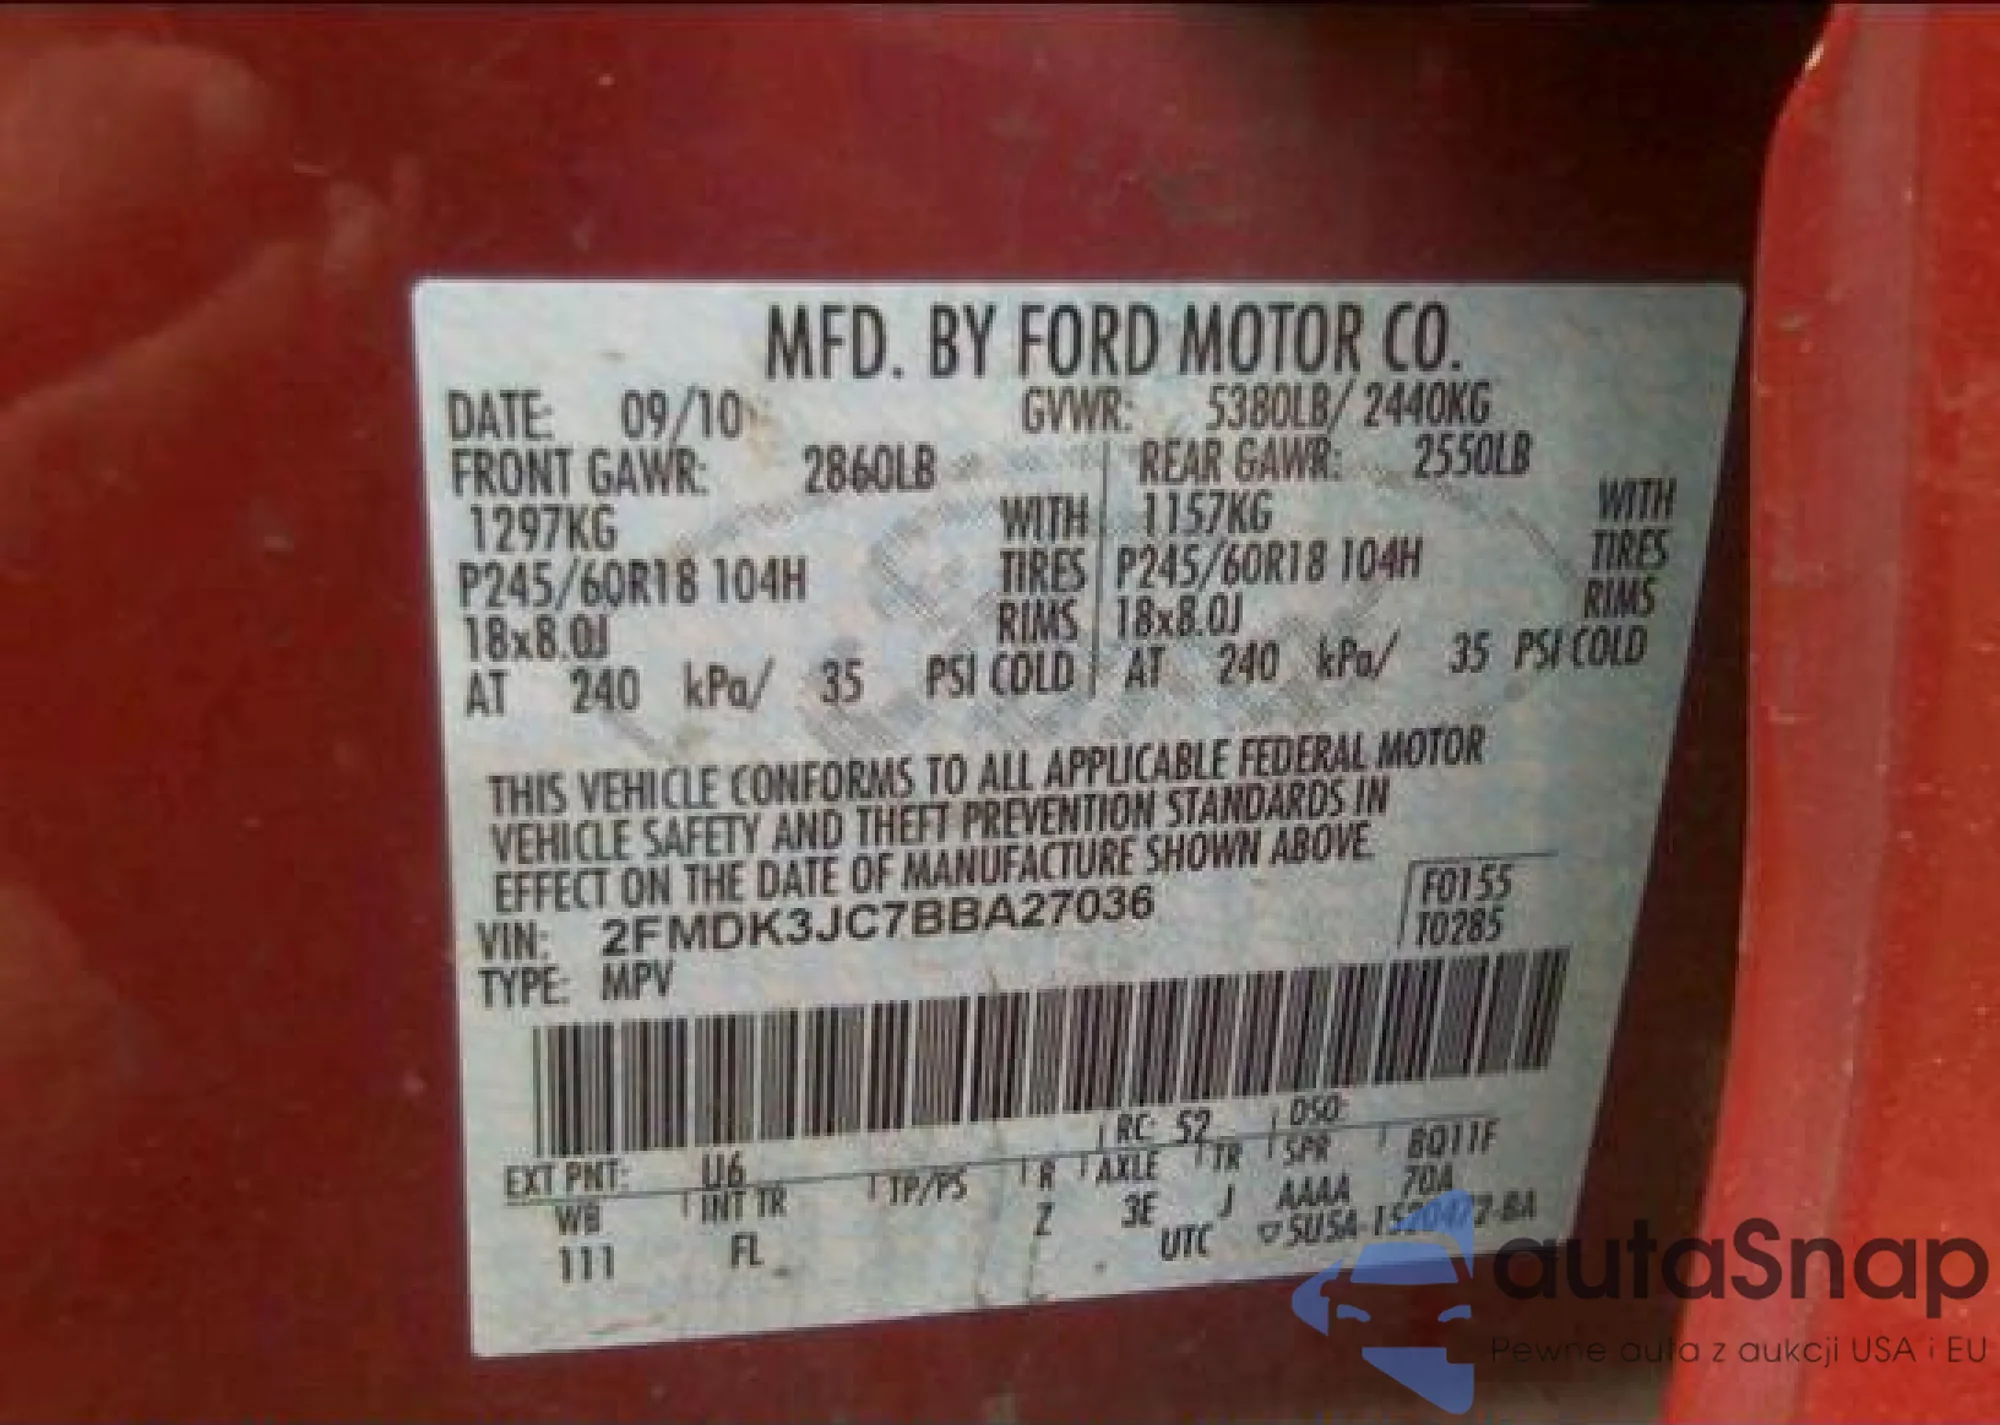 MFD. BY FORD MOTOR CO.
DATE: 09/10 GVWR: 5380LB/ 2440KG
FRONT GAWR: 2860LB REAR GAWR: 2550LB
1297KG WITH 1157KG WITH
P245/60R18 104H TIRES P245/60R18 104H TIRES
18x8.0J RIMS 18x8.0J RIMS
AT 240 kPa/ 35 PSI COLD AT 240 kPa/ 35 PSI COLD
THIS VEHICLE CONFORMS TO ALL APPLICABLE FEDERAL MOTOR
VEHICLE SAFETY AND THEFT PREVENTION STANDARDS IN
EFFECT ON THE DATE OF MANUFACTURE SHOWN ABOVE.
VIN: 2FMDK3JC7BBA27036 F0155
TYPE: MPV T0285
EXT PNT: U6 RC: 52 DSO:
WB INT TR TP/PS R AXLE TR SPR BQ11F
111 FL Z 3E J AAAA 70A
UTC ▽SUSA-1520472-BA
autaSnap
Pewne auta z aukcji USA i EU